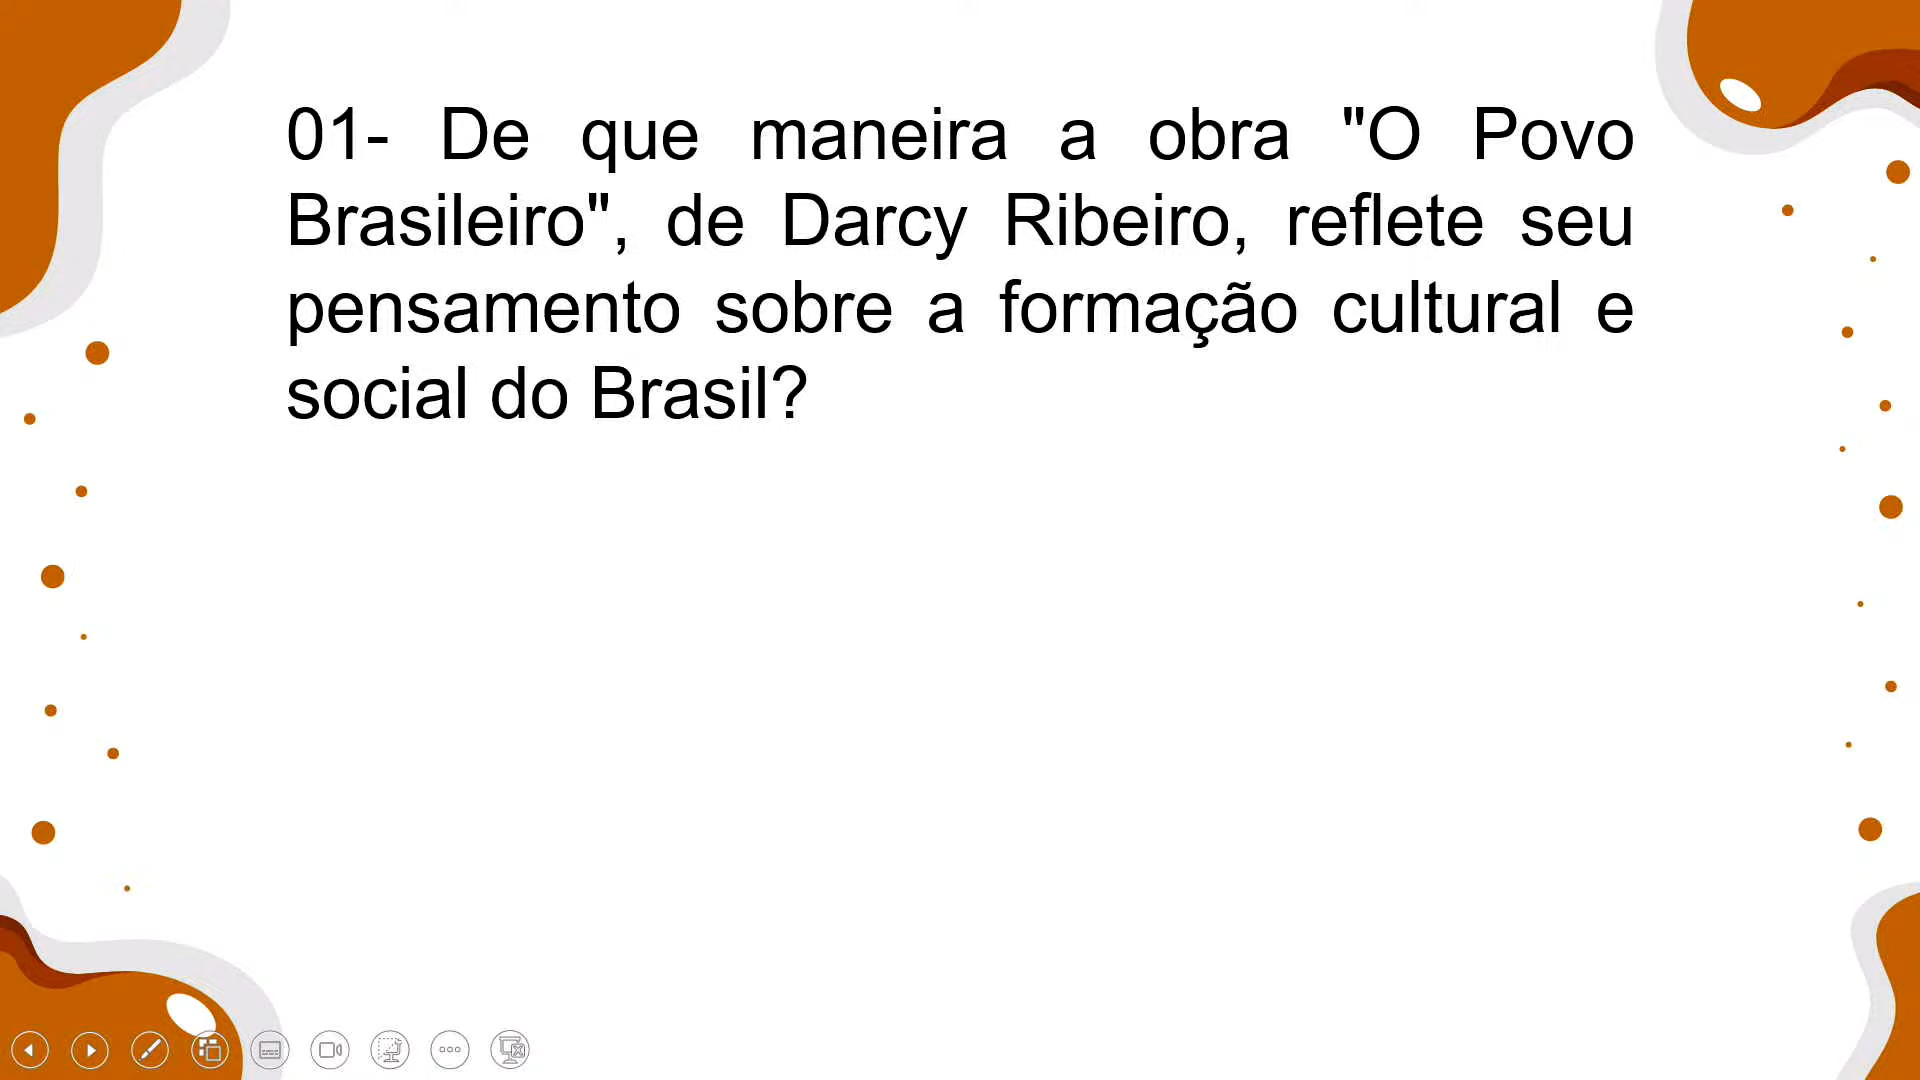 01- De que maneira a obra "O Povo
Brasileiro", de Darcy Ribeiro, reflete seu
pensamento sobre a formação cultural e
social do Brasil?